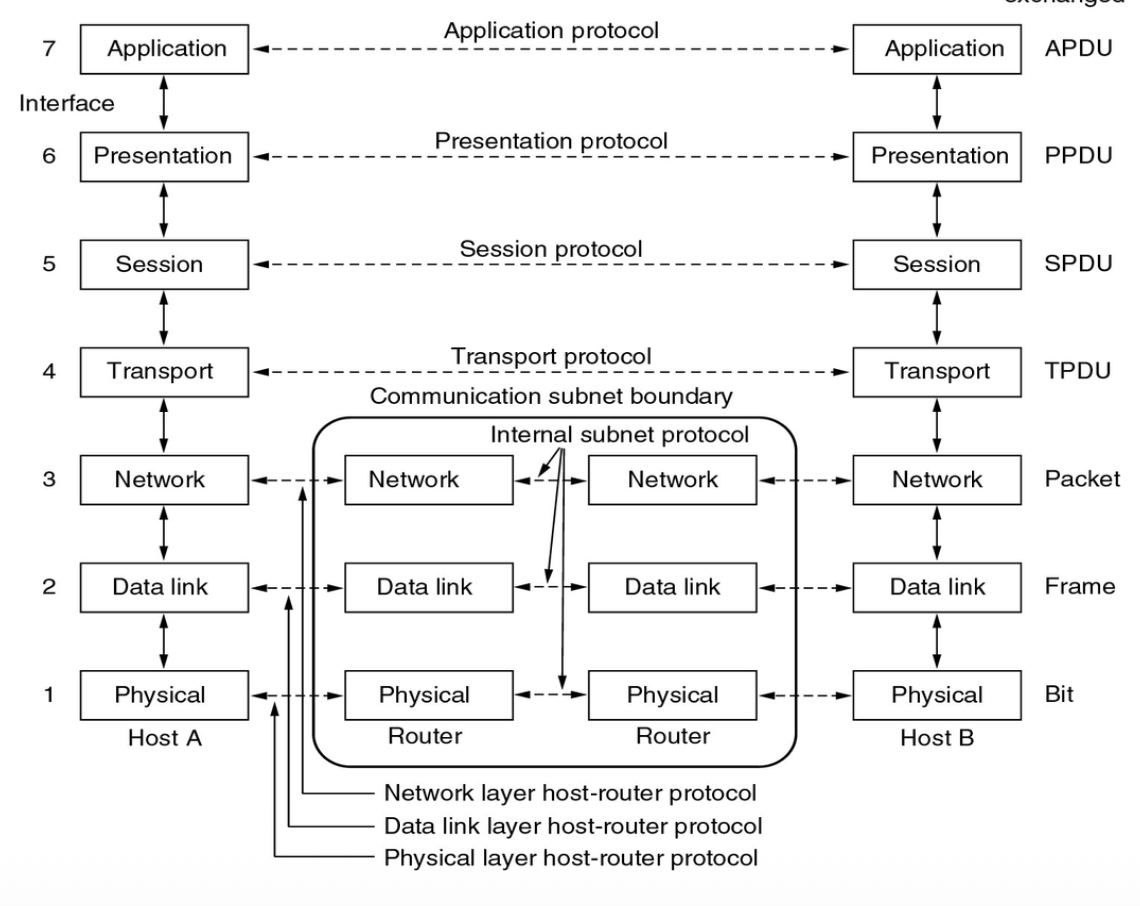 exchanged
7 Application Application protocol Application APDU
Interface
6 Presentation Presentation protocol Presentation PPDU
5 Session Session protocol Session SPDU
4 Transport Transport protocol Transport TPDU
Communication subnet boundary
Internal subnet protocol
3 Network Network Network Network Packet
2 Data link Data link Data link Data link Frame
1 Physical Physical Physical Physical Bit
Host A Router Router Host B
Network layer host-router protocol
Data link layer host-router protocol
Physical layer host-router protocol